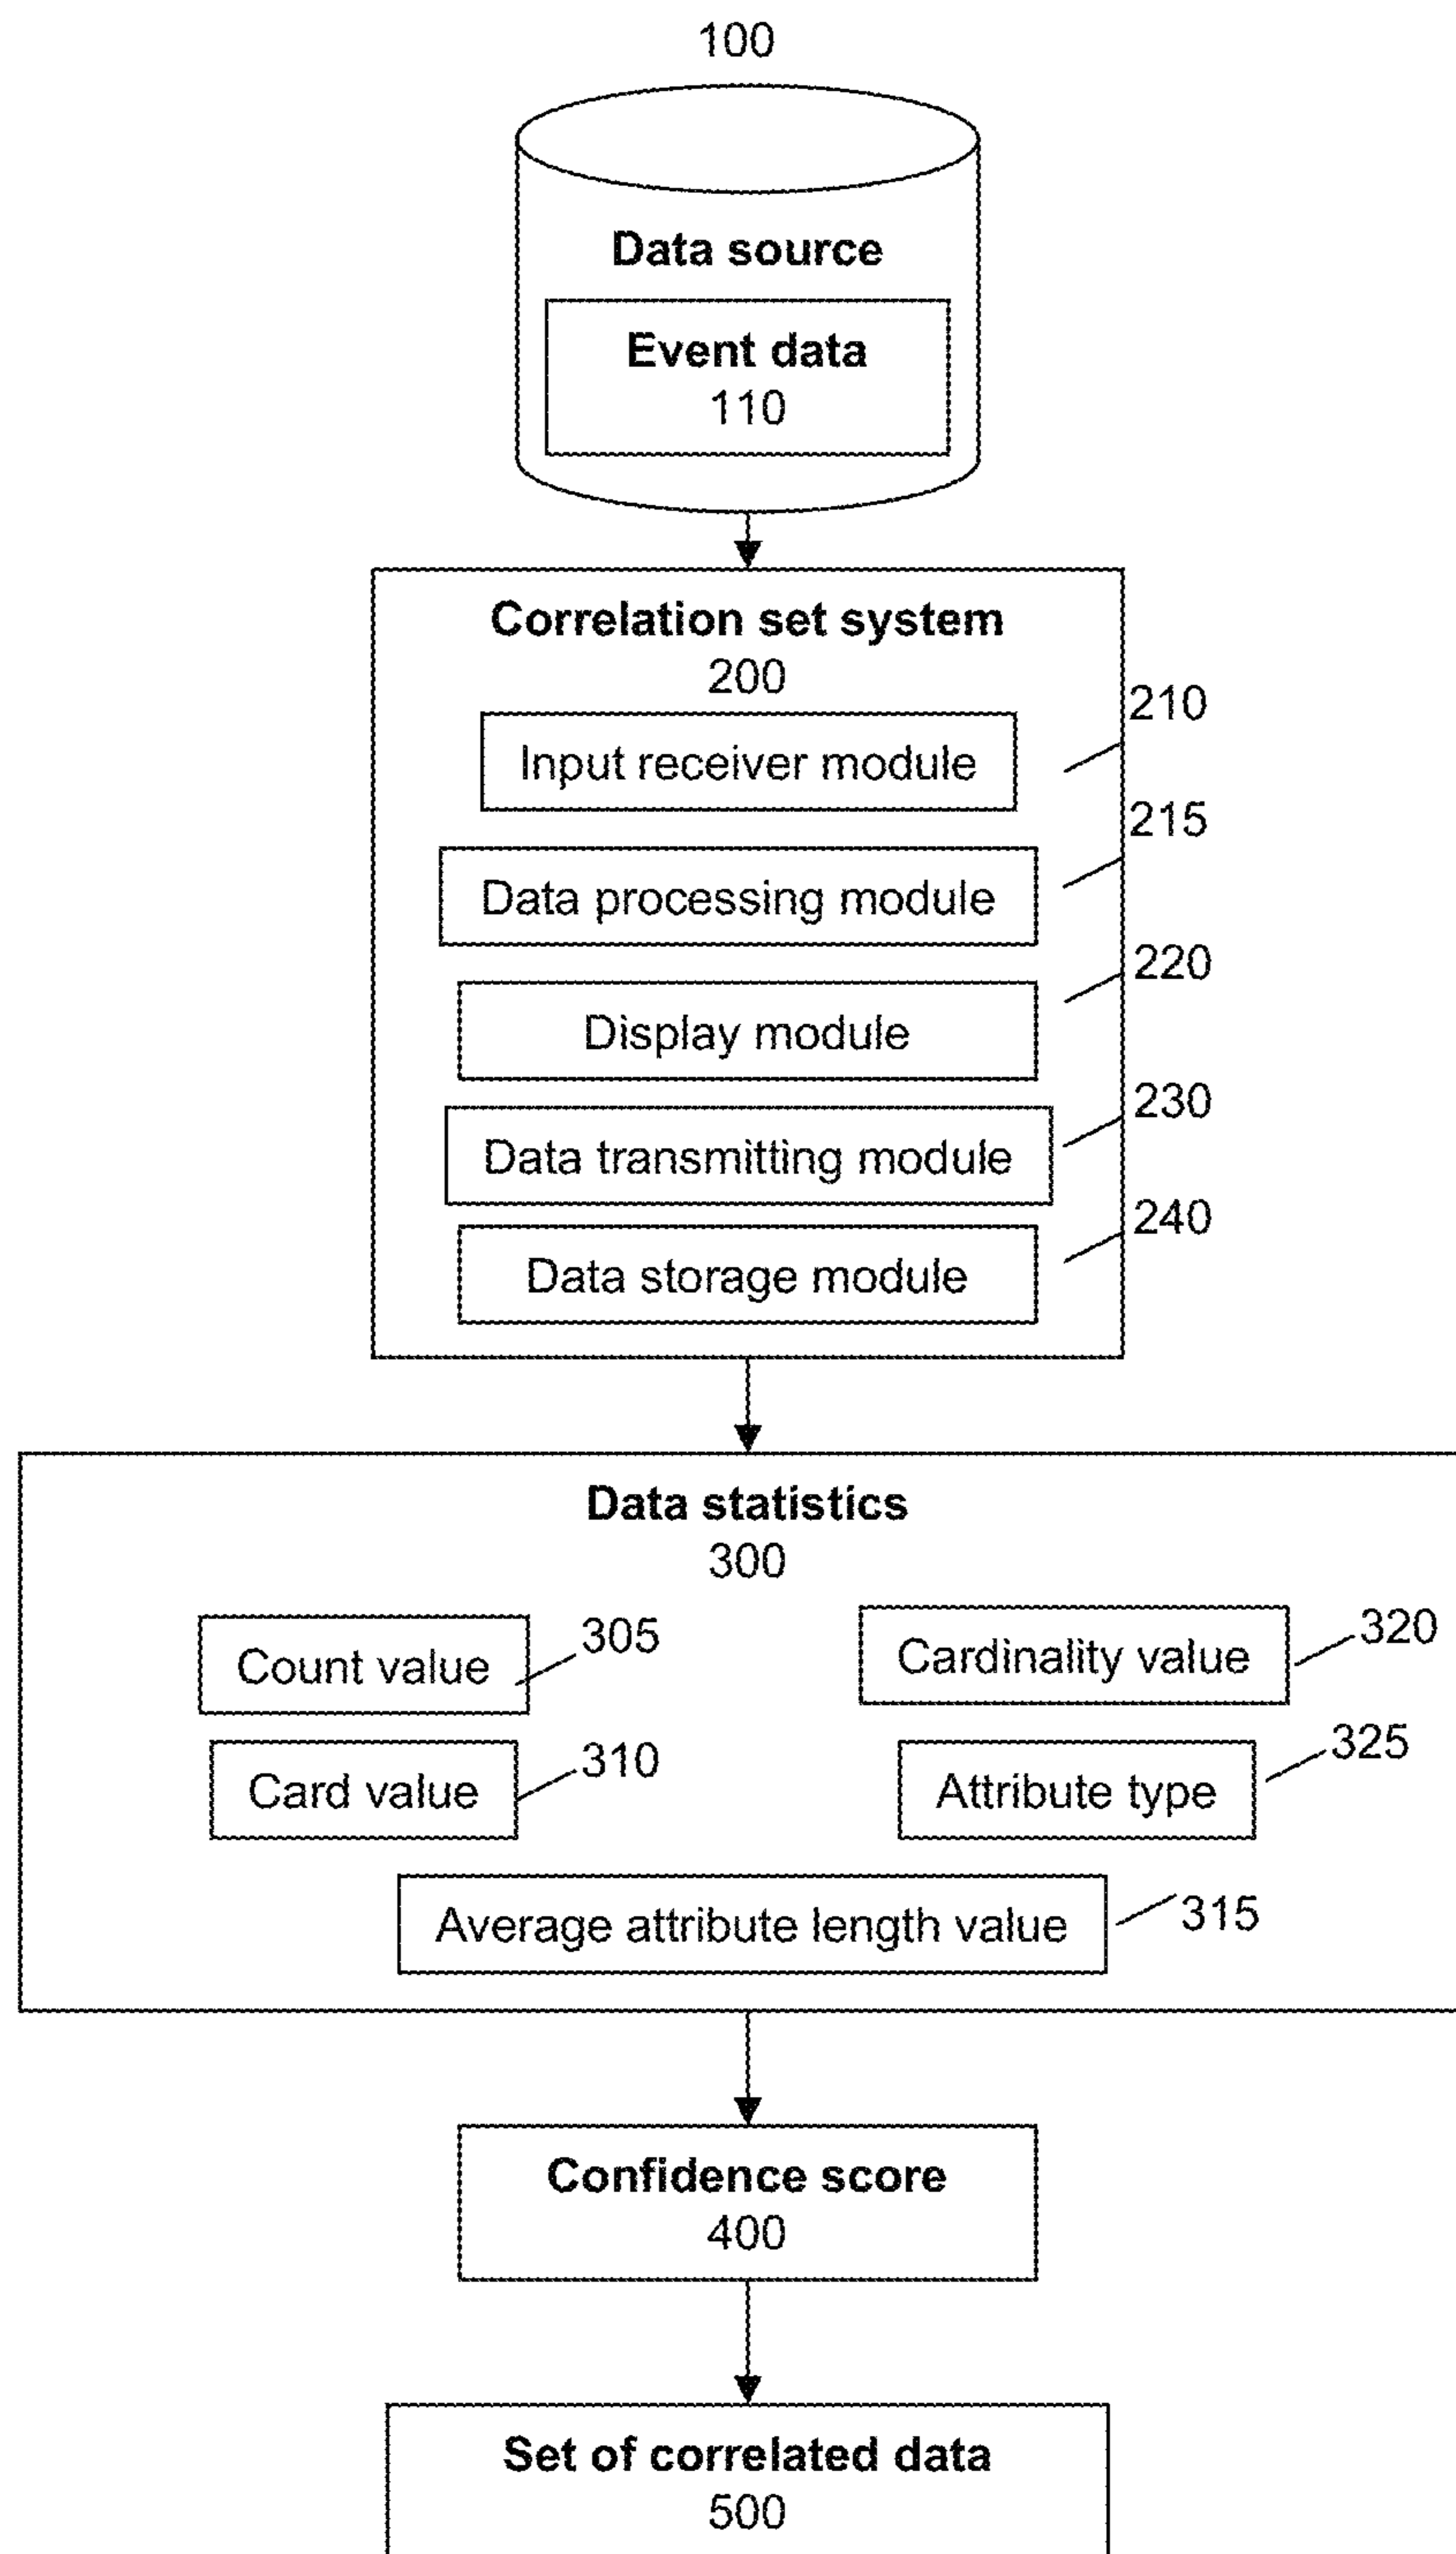 100
Data source
Event data
110
Correlation set system
200
210
Input receiver module
215
Data processing module
220
Display module
230
Data transmitting module
240
Data storage module
Data statistics
300
Count value
305
Cardinality value
320
Card value
310
Attribute type
325
Average attribute length value
315
Confidence score
400
Set of correlated data
500